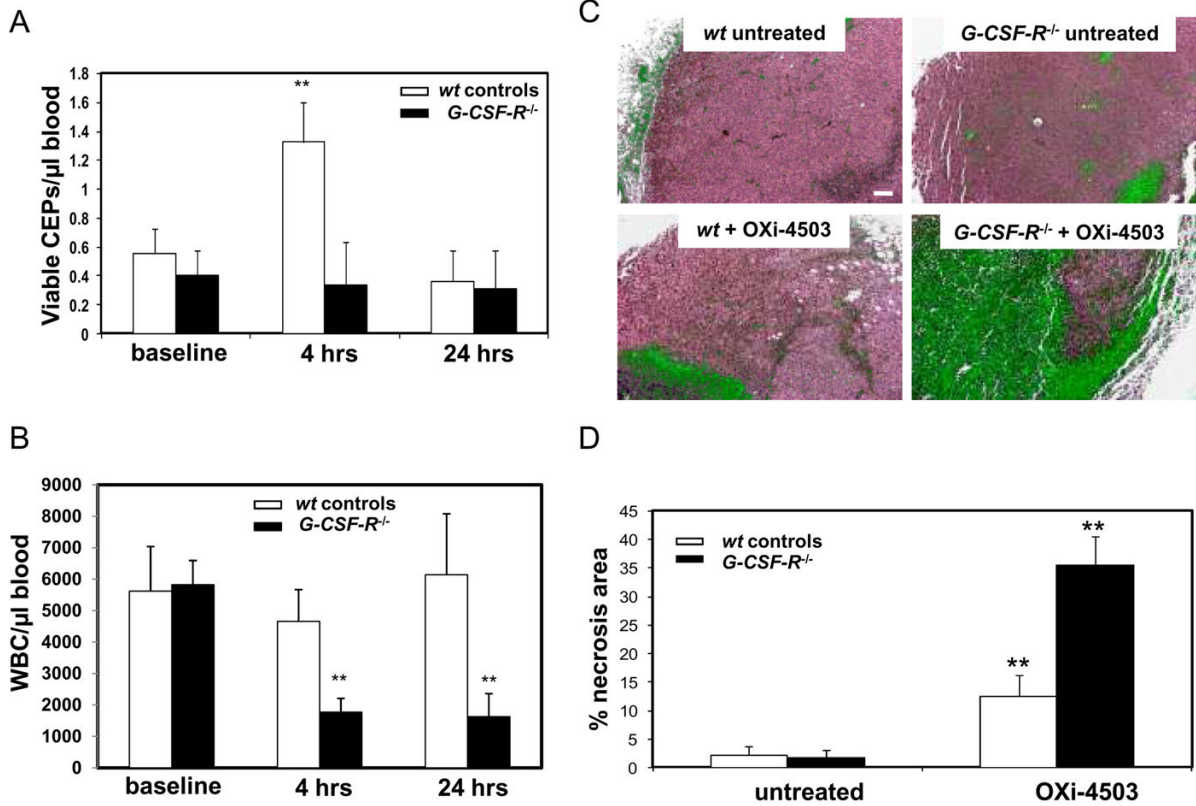 A
Viable CEPs/µl blood
1.8
1.6
1.4
1.2
1
0.8
0.6
0.4
0.2
0
**
wt controls
G-CSF-R-/-
baseline 4 hrs 24 hrs
B
WBC/µl blood
9000
8000
7000
6000
5000
4000
3000
2000
1000
0
wt controls
G-CSF-R-/-
** **
baseline 4 hrs 24 hrs
C
wt untreated
G-CSF-R-/- untreated
wt + OXi-4503
G-CSF-R-/- + OXi-4503
D
% necrosis area
45
40
35
30
25
20
15
10
5
0
wt controls
G-CSF-R-/-
** **
untreated OXi-4503